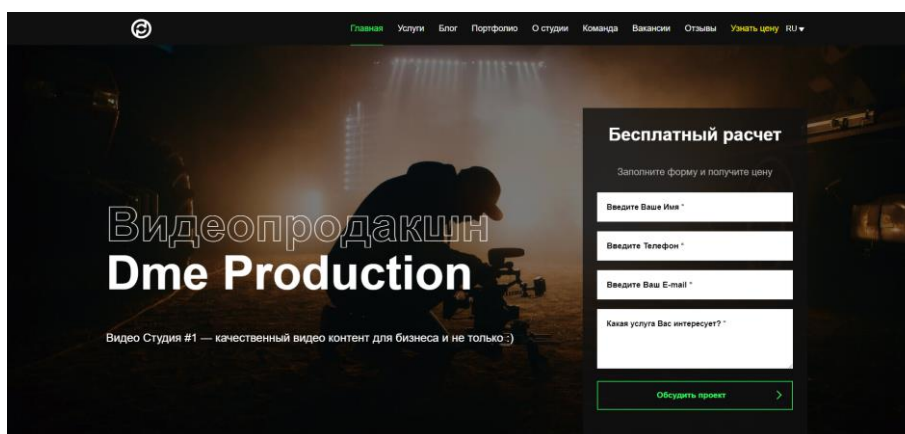 Главная Услуги Блог Портфолио О студии Команда Вакансии Отзывы Узнать цену RU
Видеопродакшн
Dme Production
Видео Студия #1 — качественный видео контент для бизнеса и не только :)
Бесплатный расчет
Заполните форму и получите цену
Введите Ваше Имя *
Введите Телефон *
Введите Ваш E-mail *
Какая услуга Вас интересует? *
Обсудить проект